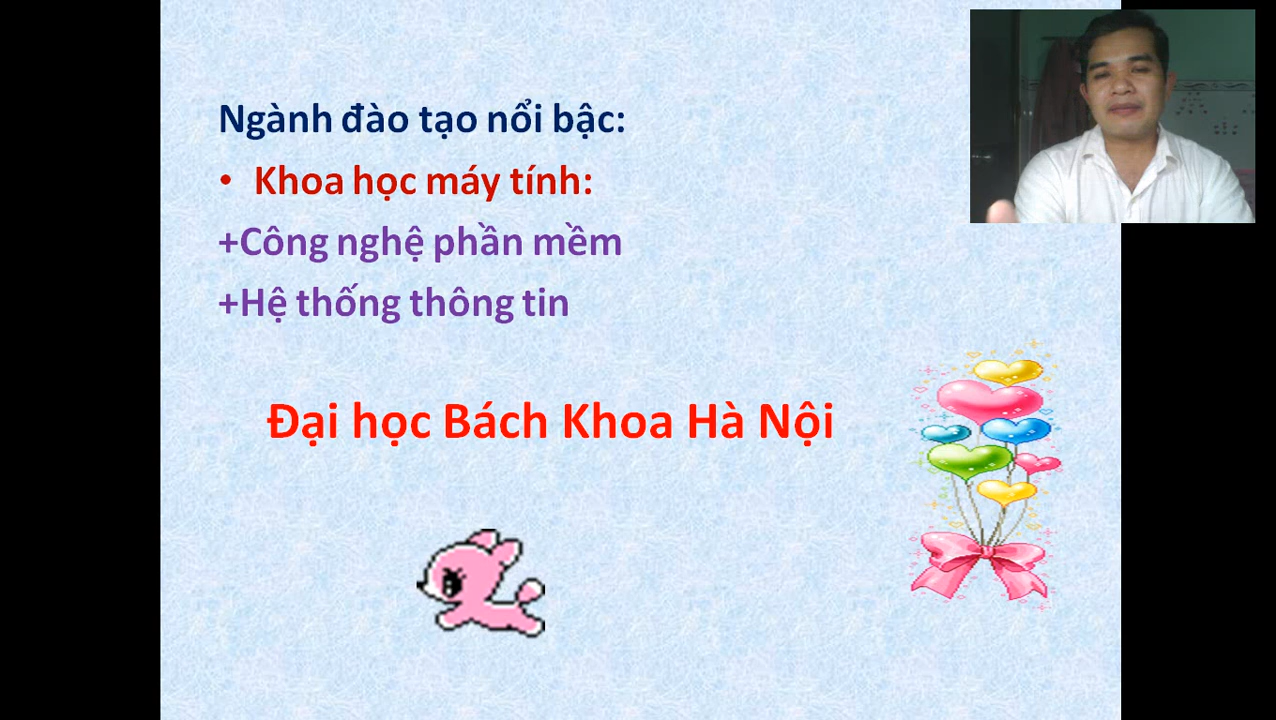 Ngành đào tạo nổi bậc:
• Khoa học máy tính:
+Công nghệ phần mềm
+Hệ thống thông tin
Đại học Bách Khoa Hà Nội